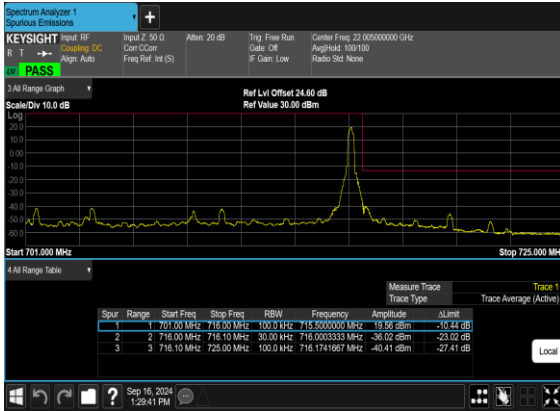 Spectrum Analyzer 1
Spurious Emissions
+
KEYSIGHT Input: RF Input Z: 50 Ω Atten: 20 dB Trig: Free Run Center Freq: 22.005000000 GHz
R T Coupling: DC Corr CCorr Gate: Off Avg|Hold: 100/100
Align: Auto Freq Ref: Int (S) IF Gain: Low Radio Std: None
PASS
3 All Range Graph
Ref Lvl Offset 24.60 dB
Scale/Div 10.0 dB Ref Value 30.00 dBm
Log
20.0
10.0
0.00
-10.0
-20.0
-30.0
-40.0
-50.0
-60.0
Start 701.000 MHz Stop 725.000 MH
4 All Range Table
Measure Trace Trace 1
Trace Type Trace Average (Active)
Spur Range Start Freq Stop Freq RBW Frequency Amplitude ΔLimit
1 1 701.00 MHz 716.00 MHz 100.0 kHz 715.5000000 MHz 19.56 dBm -10.44 dB
2 2 716.00 MHz 716.10 MHz 30.00 kHz 716.0003333 MHz -36.02 dBm -23.02 dB
3 3 716.10 MHz 725.00 MHz 100.0 kHz 716.1741667 MHz -40.41 dBm -27.41 dB
Local
? Sep 16, 2024
1:29:41 PM